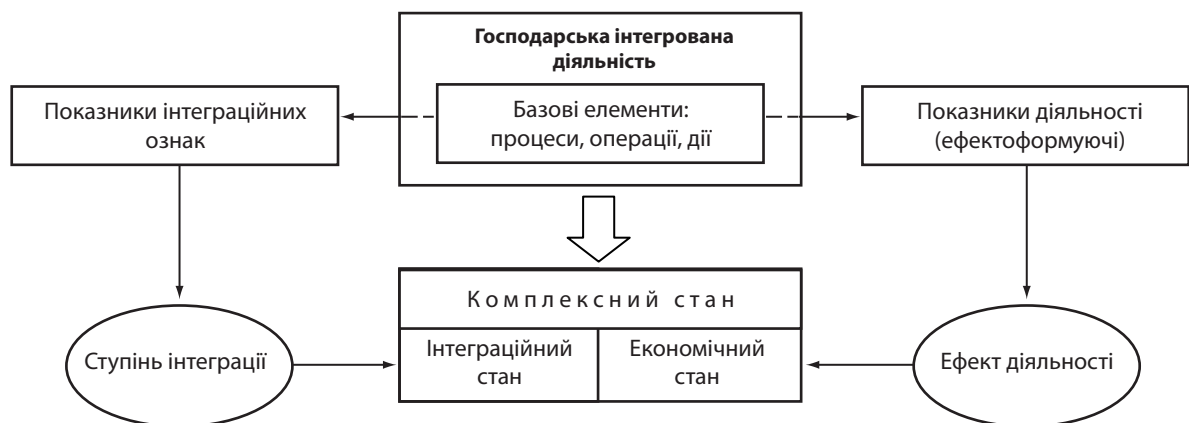 Господарська інтегрована
діяльність
Показники інтеграційних
ознак
Базові елементи:
процеси, операції, дії
Показники діяльності
(ефектоформуючі)
Комплексний стан
Ступінь інтеграції
Інтеграційний
стан
Економічний
стан
Ефект діяльності